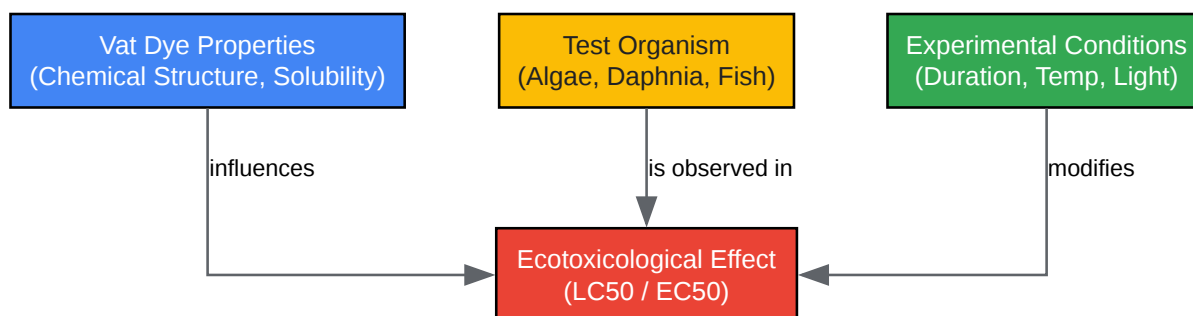 Vat Dye Properties
(Chemical Structure, Solubility)
Test Organism
(Algae, Daphnia, Fish)
Experimental Conditions
(Duration, Temp, Light)
influences
is observed in
modifies
Ecotoxicological Effect
(LC50 / EC50)